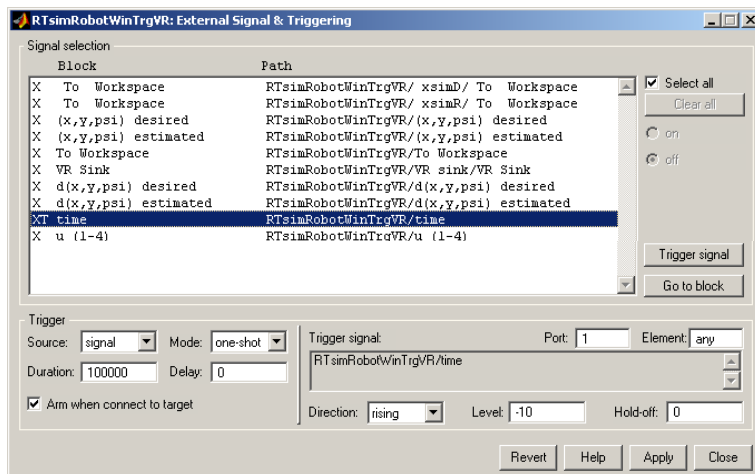 RTsimRobotWinTrgVR: External Signal & Triggering
Signal selection
Block Path
X To Workspace RTsimRobotWinTrgVR/ xsimD/ To Workspace
X To Workspace RTsimRobotWinTrgVR/ xsimR/ To Workspace
X (x,y,psi) desired RTsimRobotWinTrgVR/(x,y,psi) desired
X (x,y,psi) estimated RTsimRobotWinTrgVR/(x,y,psi) estimated
X To Workspace RTsimRobotWinTrgVR/To Workspace
X VR Sink RTsimRobotWinTrgVR/VR sink/VR Sink
X d(x,y,psi) desired RTsimRobotWinTrgVR/d(x,y,psi) desired
X d(x,y,psi) estimated RTsimRobotWinTrgVR/d(x,y,psi) estimated
XT time RTsimRobotWinTrgVR/time
X u (1-4) RTsimRobotWinTrgVR/u (1-4)
Select all
Clear all
on
off
Trigger signal
Go to block
Trigger
Source: signal Mode: one-shot
Duration: 100000 Delay: 0
Arm when connect to target
Trigger signal: Port: 1 Element: any
RTsimRobotWinTrgVR/time
Direction: rising Level: -10 Hold-off: 0
Revert Help Apply Close